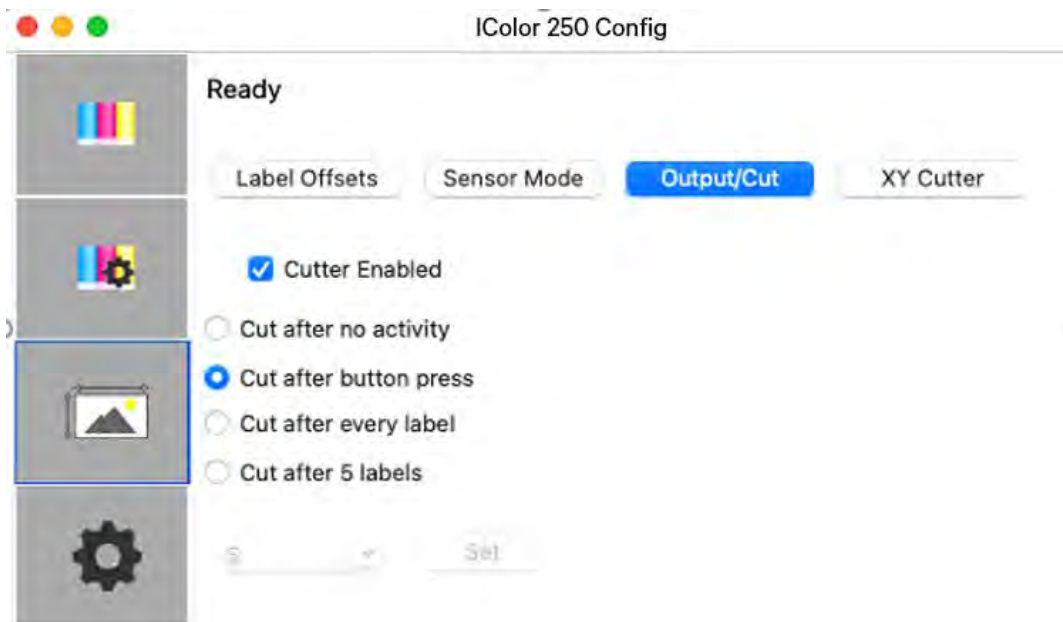 IColor 250 Config
Ready
Label Offsets Sensor Mode Output/Cut XY Cutter
Cutter Enabled
Cut after no activity
Cut after button press
Cut after every label
Cut after 5 labels
Set